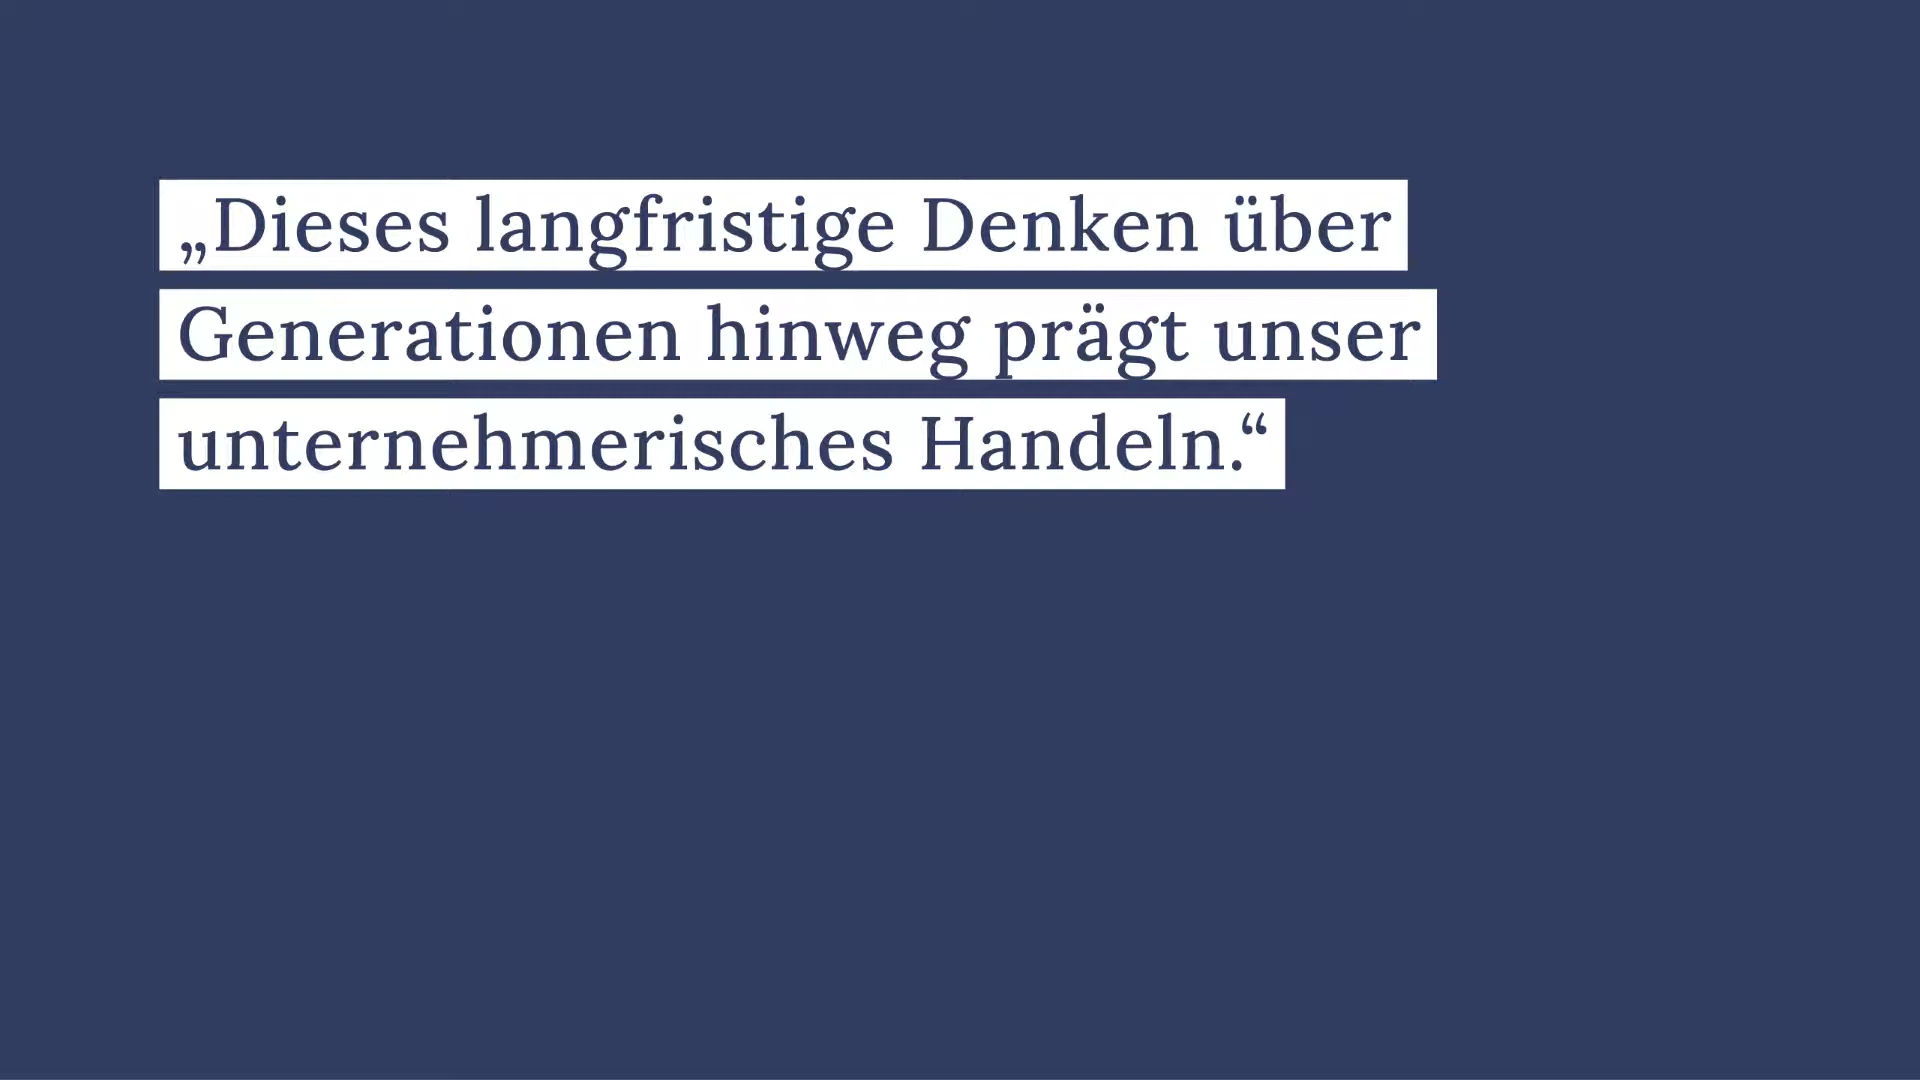 „Dieses langfristige Denken über
Generationen hinweg prägt unser
unternehmerisches Handeln.“